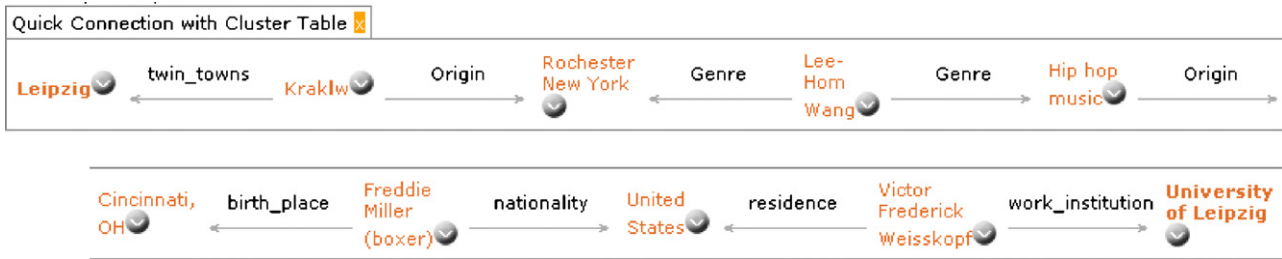 Quick Connection with Cluster Table x
Leipzig twin_towns Kraklw Origin Rochester New York Genre Lee-Hom Wang Genre Hip hop music Origin
Cincinnati, OH birth_place Freddie Miller (boxer) nationality United States residence Victor Frederick Weisskopf work_institution University of Leipzig